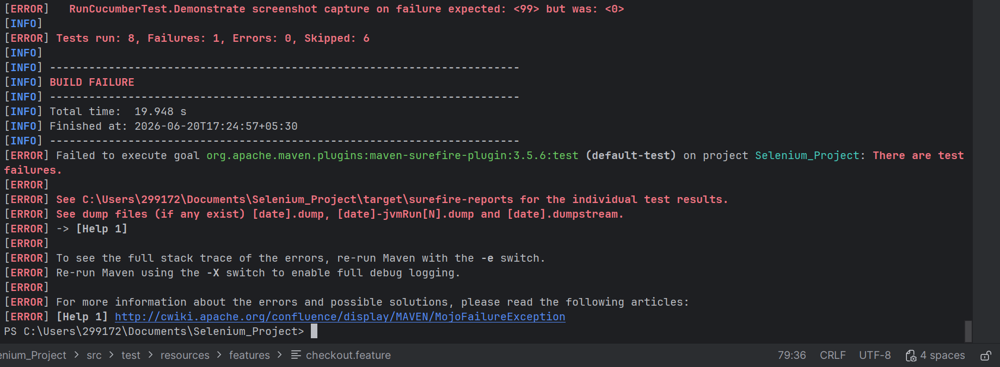 [ERROR]   RunCucumberTest.Demonstrate screenshot capture on failure expected: <99> but was: <0>
[INFO]
[ERROR] Tests run: 8, Failures: 1, Errors: 0, Skipped: 6
[INFO]
[INFO] ------------------------------------------------------------------------
[INFO] BUILD FAILURE
[INFO] ------------------------------------------------------------------------
[INFO] Total time:  19.948 s
[INFO] Finished at: 2026-06-20T17:24:57+05:30
[INFO] ------------------------------------------------------------------------
[ERROR] Failed to execute goal org.apache.maven.plugins:maven-surefire-plugin:3.5.6:test (default-test) on project Selenium_Project: There are test
failures.
[ERROR]
[ERROR] See C:\Users\299172\Documents\Selenium_Project\target\surefire-reports for the individual test results.
[ERROR] See dump files (if any exist) [date].dump, [date]-jvmRun[N].dump and [date].dumpstream.
[ERROR] -> [Help 1]
[ERROR]
[ERROR] To see the full stack trace of the errors, re-run Maven with the -e switch.
[ERROR] Re-run Maven using the -X switch to enable full debug logging.
[ERROR]
[ERROR] For more information about the errors and possible solutions, please read the following articles:
[ERROR] [Help 1] http://cwiki.apache.org/confluence/display/MAVEN/MojoFailureException
PS C:\Users\299172\Documents\Selenium_Project>
enium_Project > src > test > resources > features > checkout.feature 79:36 CRLF UTF-8 4 spaces